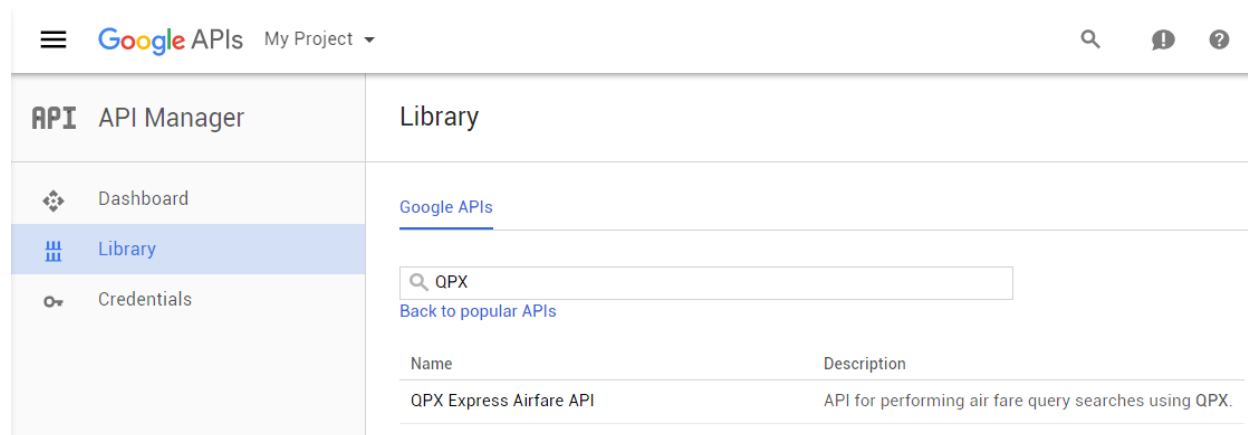 Google APIs My Project
API API Manager
Library
Dashboard
Library
Credentials
Google APIs
QPX
Back to popular APIs
Name Description
QPX Express Airfare API API for performing air fare query searches using QPX.